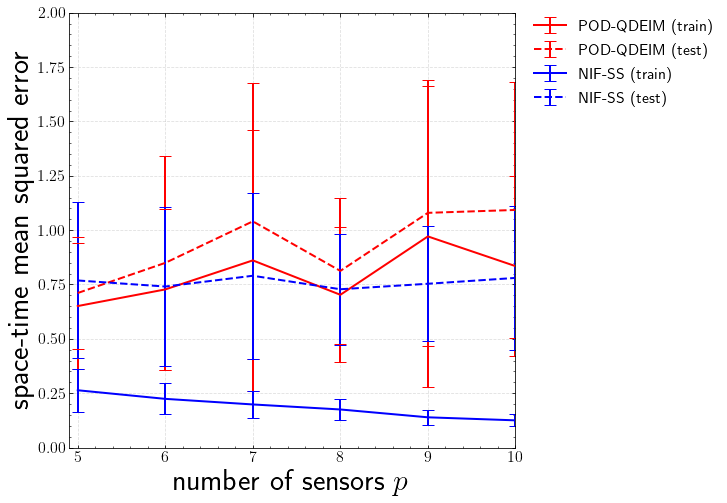 space-time mean squared error
2.00
1.75
1.50
1.25
1.00
0.75
0.50
0.25
0.00
5
6
7
8
9
10
number of sensors p
POD-QDEIM (train)
POD-QDEIM (test)
NIF-SS (train)
NIF-SS (test)